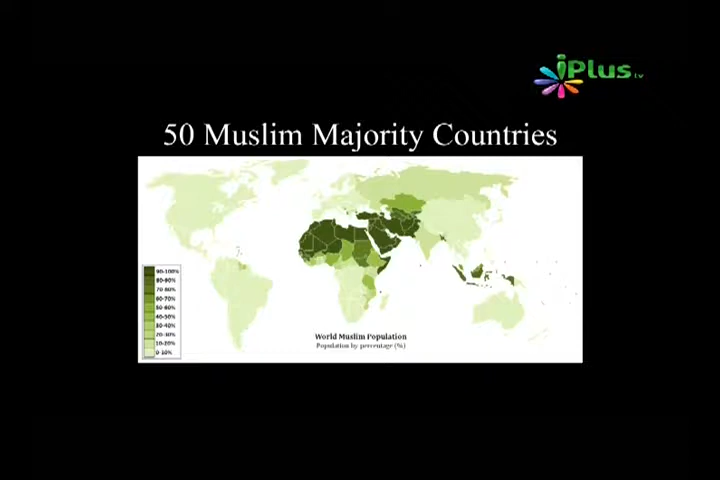 iPlus tv
50 Muslim Majority Countries
90-100%
80-90%
70-80%
60-70%
50-60%
40-50%
30-40%
20-30%
10-20%
0-10%
World Muslim Population
Population by percentage (%)